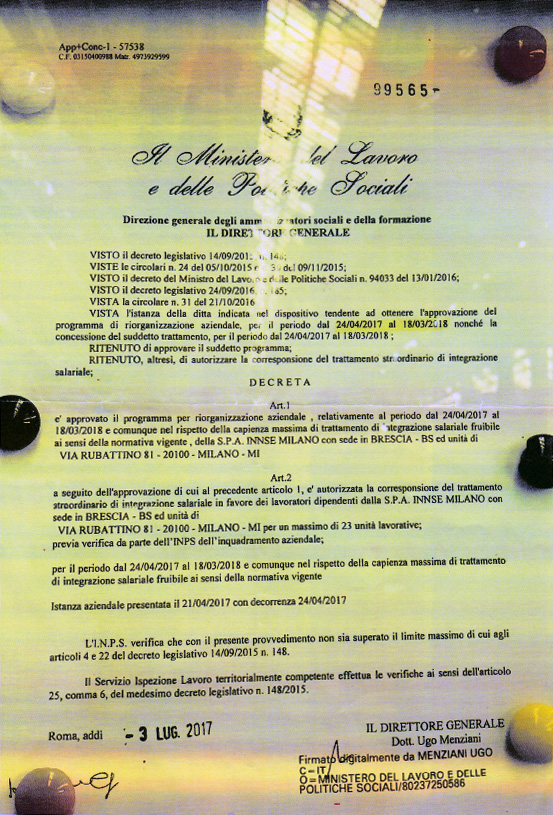 App+Conc-1 - 57538
C.F. 03150400988 Matr. 4973929599
99565-
Il Ministero del Lavoro
e delle Politiche Sociali
Direzione generale degli ammortizzatori sociali e della formazione
IL DIRETTORE GENERALE
VISTO il decreto legislativo 14/09/2015 n. 148;
VISTE le circolari n. 24 del 05/10/2015 e del 09/11/2015;
VISTO il decreto del Ministro del Lavoro e delle Politiche Sociali n. 94033 del 13/01/2016;
VISTO il decreto legislativo 24/09/2016
VISTA la circolare n. 31 del 21/10/2016
VISTA l'istanza della ditta indicata nel dispositivo tendente ad ottenere l'approvazione del
programma di riorganizzazione aziendale, per il periodo dal 24/04/2017 al 18/03/2018 nonché la
concessione del suddetto trattamento, per il periodo dal 24/04/2017 al 18/03/2018 ;
RITENUTO di approvare il suddetto programma;
RITENUTO, altresì, di autorizzare la corresponsione del trattamento straordinario di integrazione
salariale;
DECRETA
Art.1
e' approvato il programma per riorganizzazione aziendale , relativamente al periodo dal 24/04/2017 al
18/03/2018 e comunque nel rispetto della capienza massima di trattamento di integrazione salariale fruibile
ai sensi della normativa vigente , della S.P.A. INNSE MILANO con sede in BRESCIA - BS ed unità di
VIA RUBATTINO 81 - 20100 - MILANO - MI
Art.2
a seguito dell'approvazione di cui al precedente articolo 1, e' autorizzata la corresponsione del trattamento
straordinario di integrazione salariale in favore dei lavoratori dipendenti dalla S.P.A. INNSE MILANO con
sede in BRESCIA - BS ed unità di
VIA RUBATTINO 81 - 20100 - MILANO - MI per un massimo di 23 unità lavorative;
previa verifica da parte dell'INPS dell'inquadramento aziendale;
per il periodo dal 24/04/2017 al 18/03/2018 e comunque nel rispetto della capienza massima di trattamento
di integrazione salariale fruibile ai sensi della normativa vigente
Istanza aziendale presentata il 21/04/2017 con decorrenza 24/04/2017
L'I.N.P.S. verifica che con il presente provvedimento non sia superato il limite massimo di cui agli
articoli 4 e 22 del decreto legislativo 14/09/2015 n. 148.
Il Servizio Ispezione Lavoro territorialmente competente effettua le verifiche ai sensi dell'articolo
25, comma 6, del medesimo decreto legislativo n. 148/2015.
Roma, addì - 3 LUG. 2017
IL DIRETTORE GENERALE
Dott. Ugo Menziani
Firmato digitalmente da MENZIANI UGO
C=IT
O=MINISTERO DEL LAVORO E DELLE
POLITICHE SOCIALI/80237250586